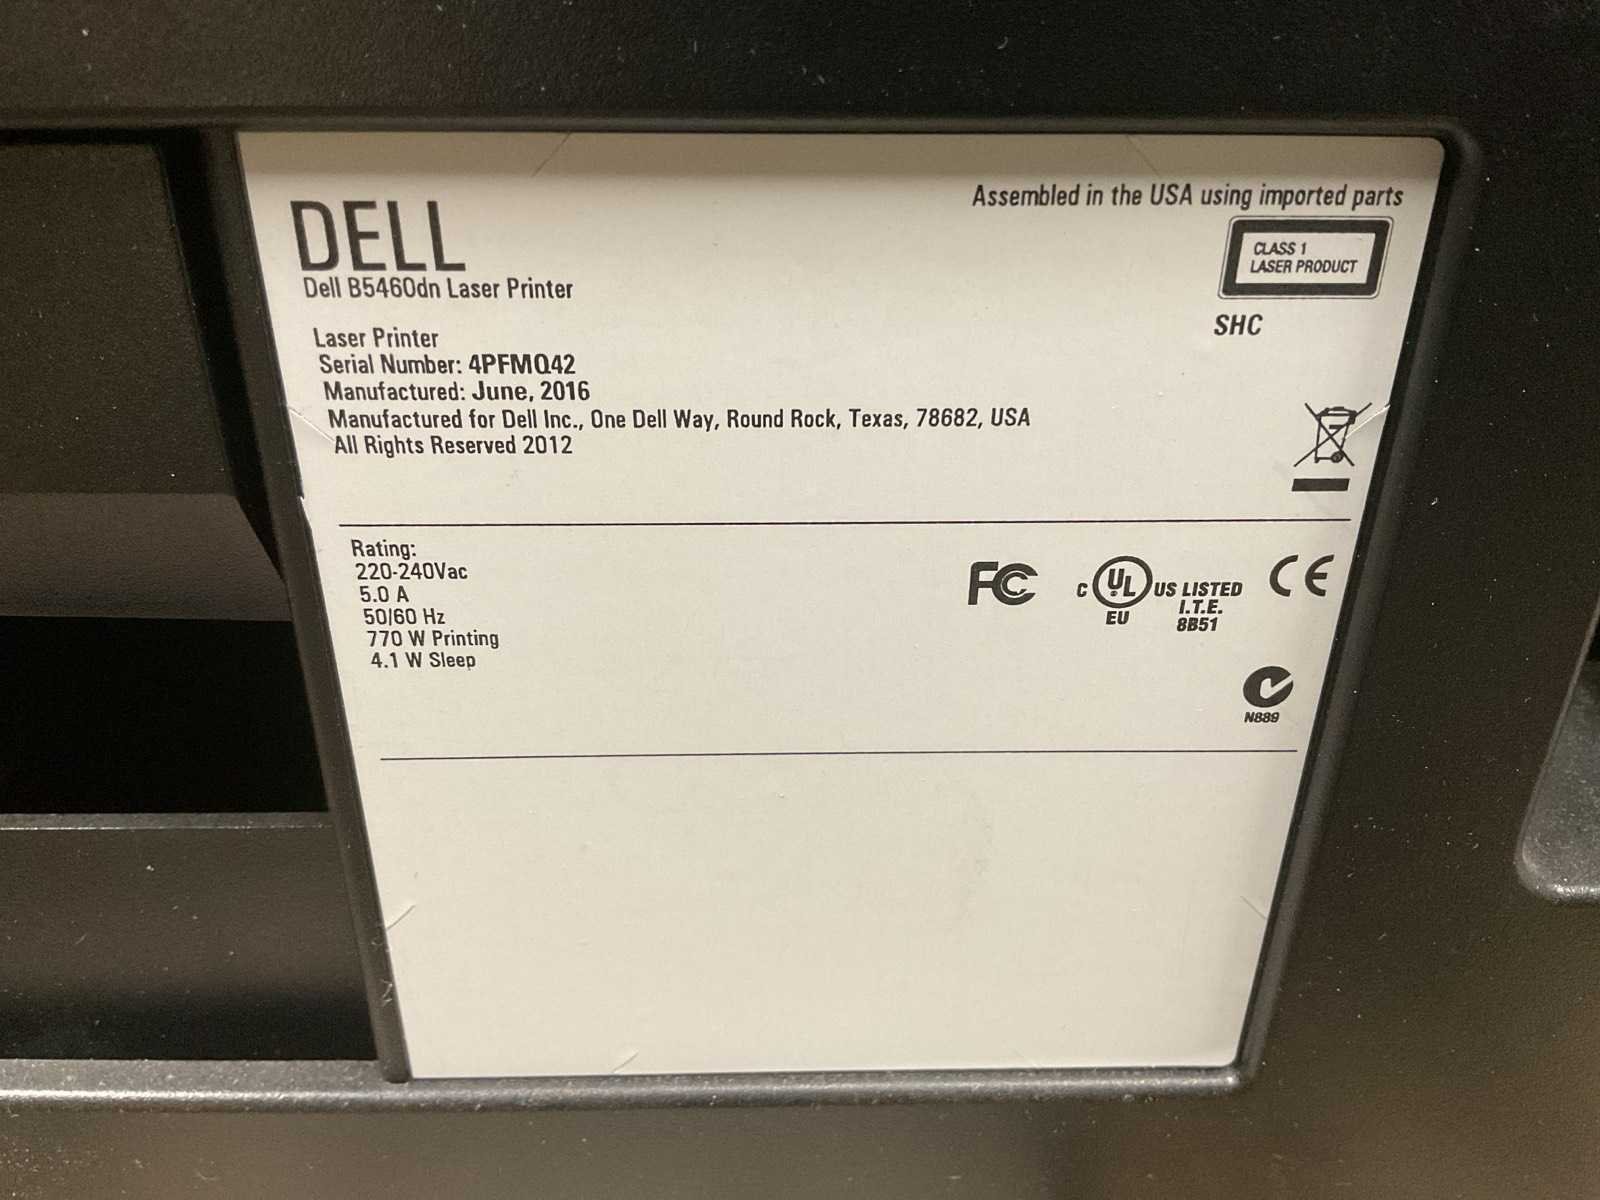 Assembled in the USA using imported parts
DELL
Dell B5460dn Laser Printer
CLASS 1
LASER PRODUCT
SHC
Laser Printer
Serial Number: 4PFMQ42
Manufactured: June, 2016
Manufactured for Dell Inc., One Dell Way, Round Rock, Texas, 78682, USA
All Rights Reserved 2012
Rating:
220-240Vac
5.0 A
50/60 Hz
770 W Printing
4.1 W Sleep
FC
C UL US LISTED
EU
I.T.E.
8B51
CE
N889